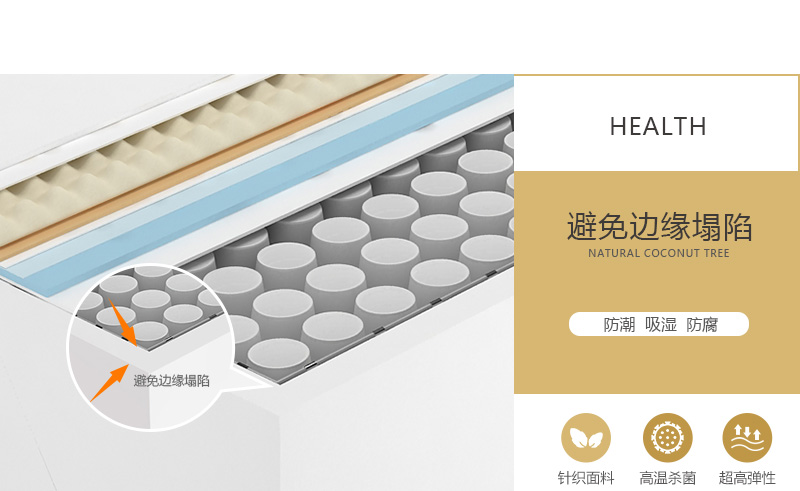 HEALTH
避免边缘塌陷
NATURAL COCONUT TREE
防潮 吸湿 防腐
避免边缘塌陷
针织面料 高温杀菌 超高弹性